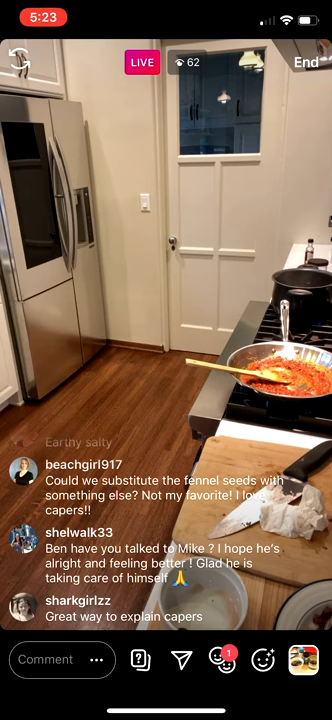 5:23
LIVE
62
End
Earthy salty
beachgirl917
Could we substitute the fennel seeds with
something else? Not my favorite! I love
capers!!
shelwalk33
Ben have you talked to Mike ? I hope he's
alright and feeling better ! Glad he is
taking care of himself 🙏
sharkgirlzz
Great way to explain capers
Comment
1